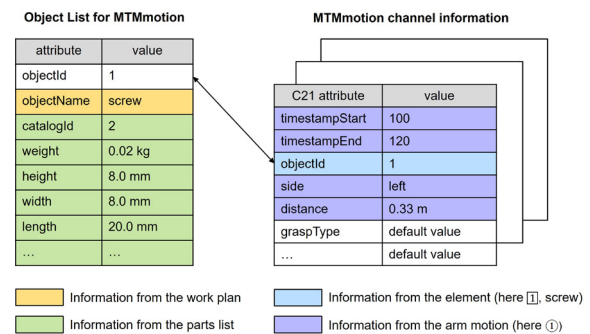 Object List for MTMmotion
attribute value
objectId 1
objectName screw
catalogId 2
weight 0.02 kg
height 8.0 mm
width 8.0 mm
length 20.0 mm
... ...
MTMmotion channel information
C21 attribute value
timestampStart 100
timestampEnd 120
objectId 1
side left
distance 0.33 m
graspType default value
... default value
Information from the work plan
Information from the parts list
Information from the element (here 1, screw)
Information from the arm motion (here ①)